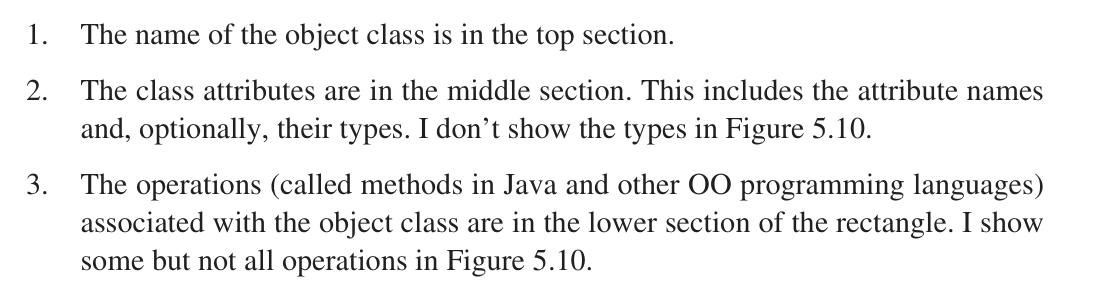 1. The name of the object class is in the top section.
2. The class attributes are in the middle section. This includes the attribute names
and, optionally, their types. I don’t show the types in Figure 5.10.
3. The operations (called methods in Java and other OO programming languages)
associated with the object class are in the lower section of the rectangle. I show
some but not all operations in Figure 5.10.